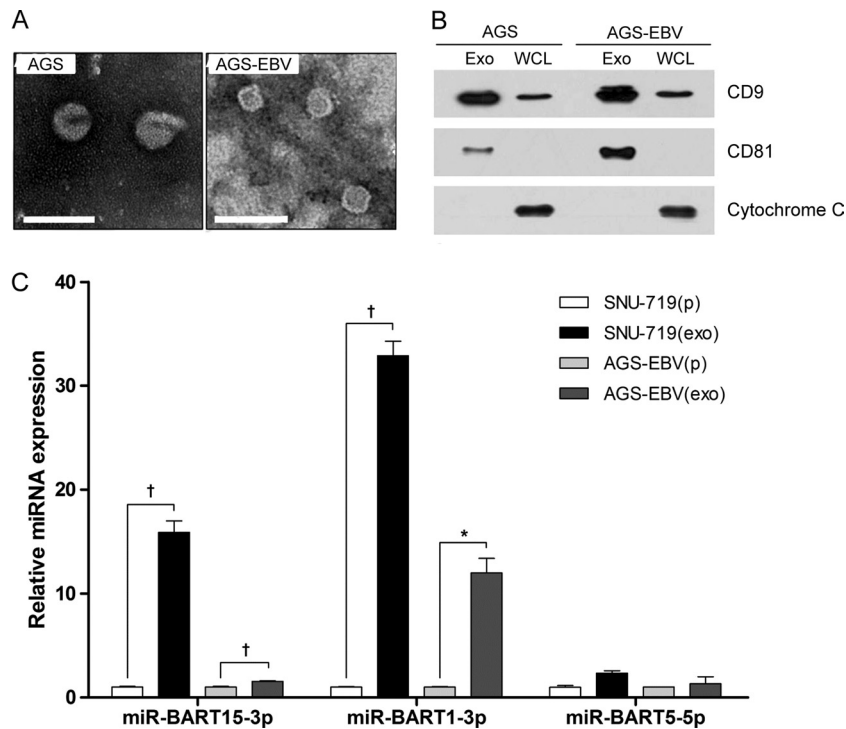 A
AGS
AGS-EBV
B
AGS
AGS-EBV
Exo
WCL
Exo
WCL
CD9
CD81
Cytochrome C
C
Relative miRNA expression
40
30
20
10
0
†
†
†
*
SNU-719(p)
SNU-719(exo)
AGS-EBV(p)
AGS-EBV(exo)
miR-BART15-3p
miR-BART1-3p
miR-BART5-5p